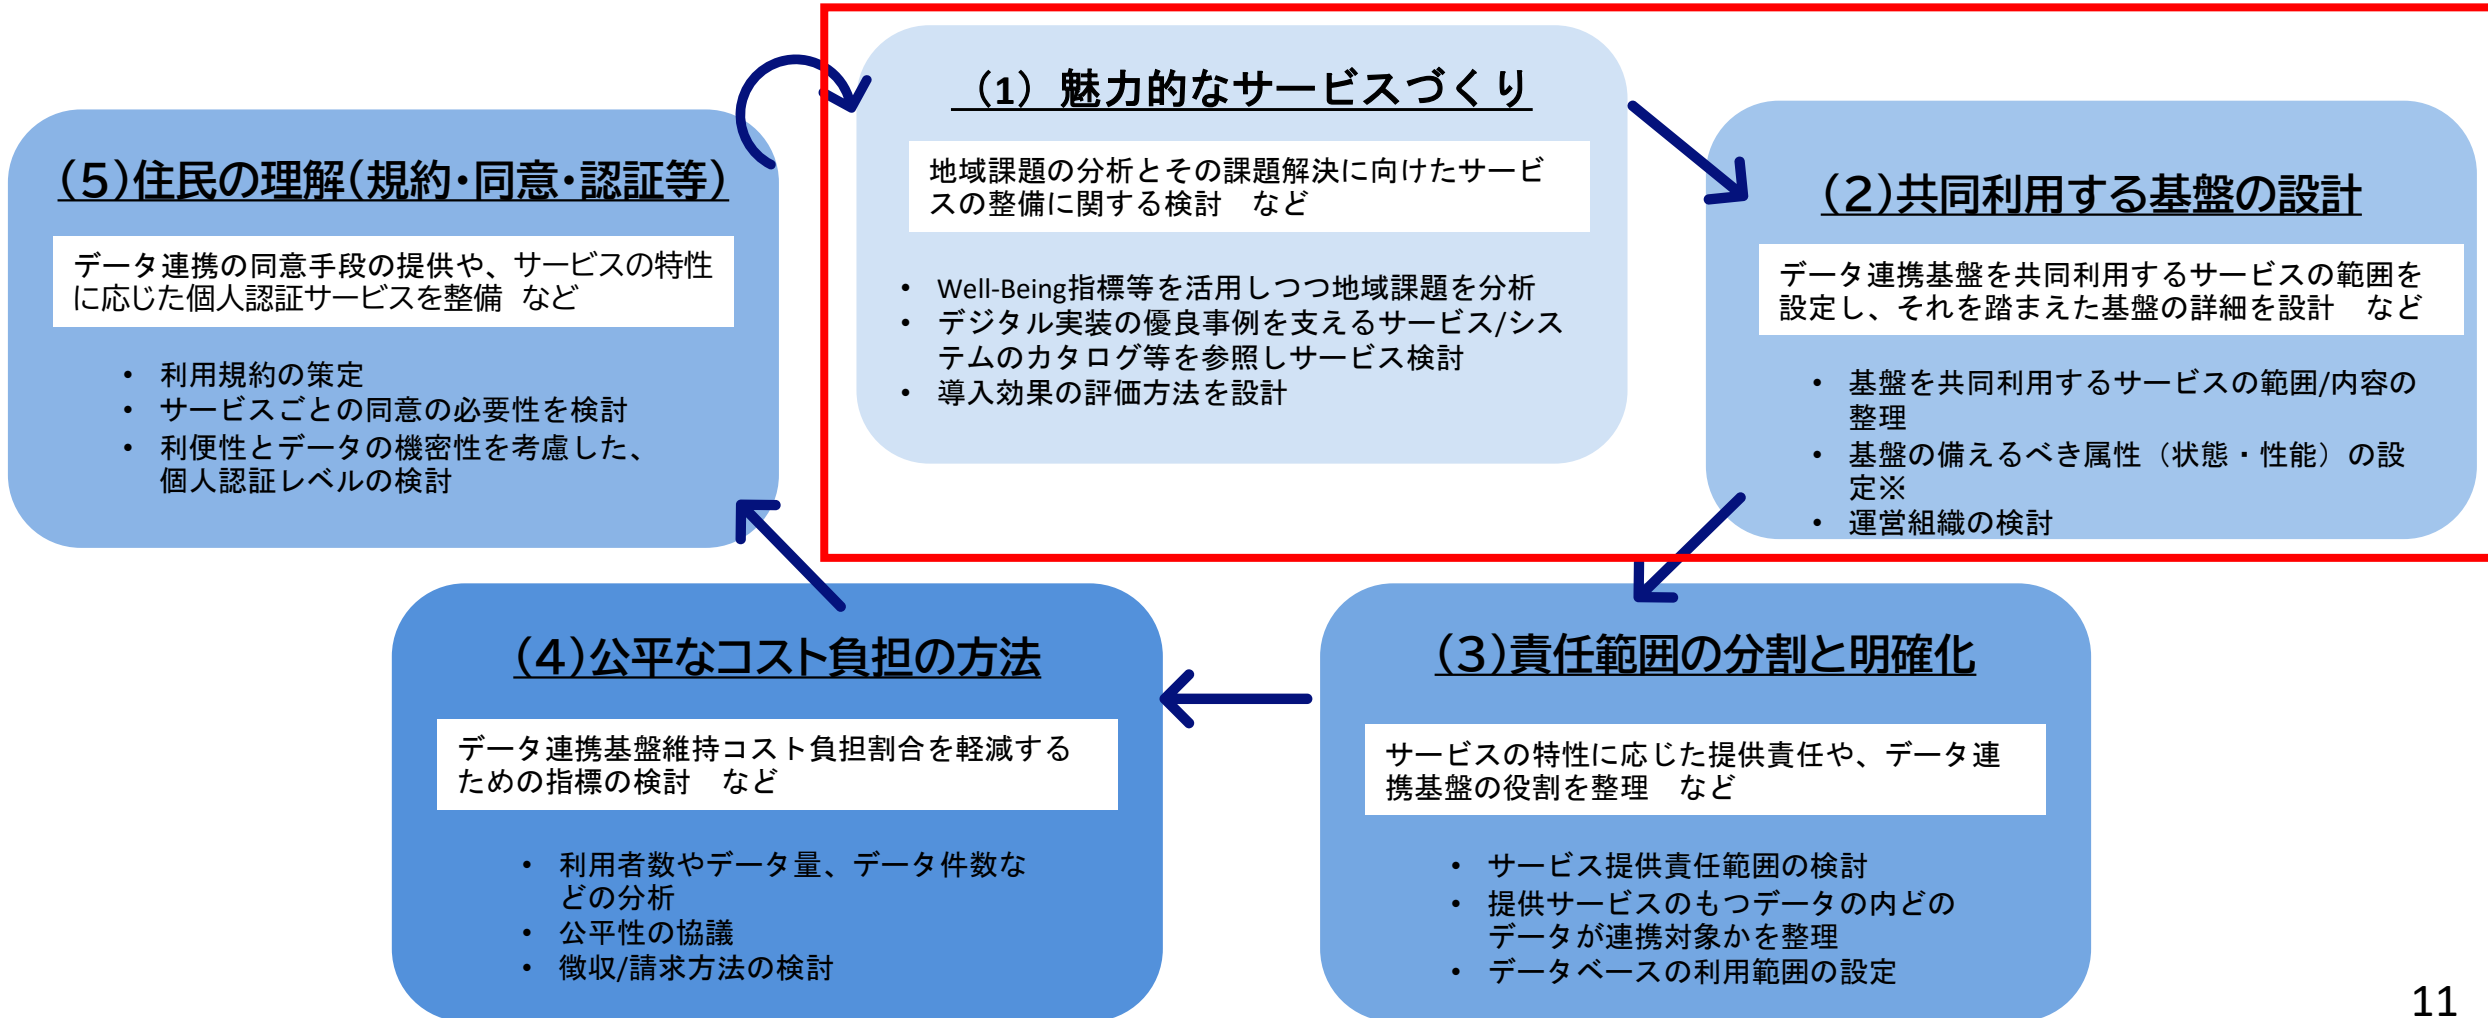 （1）魅力的なサービスづくり
地域課題の分析とその課題解決に向けたサービ
スの整備に関する検討　など
• Well-Being指標等を活用しつつ地域課題を分析
• デジタル実装の優良事例を支えるサービス/シス
テムのカタログ等を参照しサービス検討
• 導入効果の評価方法を設計
（2）共同利用する基盤の設計
データ連携基盤を共同利用するサービスの範囲を
設定し、それを踏まえた基盤の詳細を設計　など
• 基盤を共同利用するサービスの範囲/内容の
整理
• 基盤の備えるべき属性（状態・性能）の設
定※
• 運営組織の検討
（3）責任範囲の分割と明確化
サービスの特性に応じた提供責任や、データ連
携基盤の役割を整理　など
• サービス提供責任範囲の検討
• 提供サービスのもつデータの内どの
データが連携対象かを整理
• データベースの利用範囲の設定
（4）公平なコスト負担の方法
データ連携基盤維持コスト負担割合を軽減する
ための指標の検討　など
• 利用者数やデータ量、データ件数な
どの分析
• 公平性の協議
• 徴収/請求方法の検討
（5）住民の理解（規約・同意・認証等）
データ連携の同意手段の提供や、サービスの特性
に応じた個人認証サービスを整備　など
• 利用規約の策定
• サービスごとの同意の必要性を検討
• 利便性とデータの機密性を考慮した、
個人認証レベルの検討
11